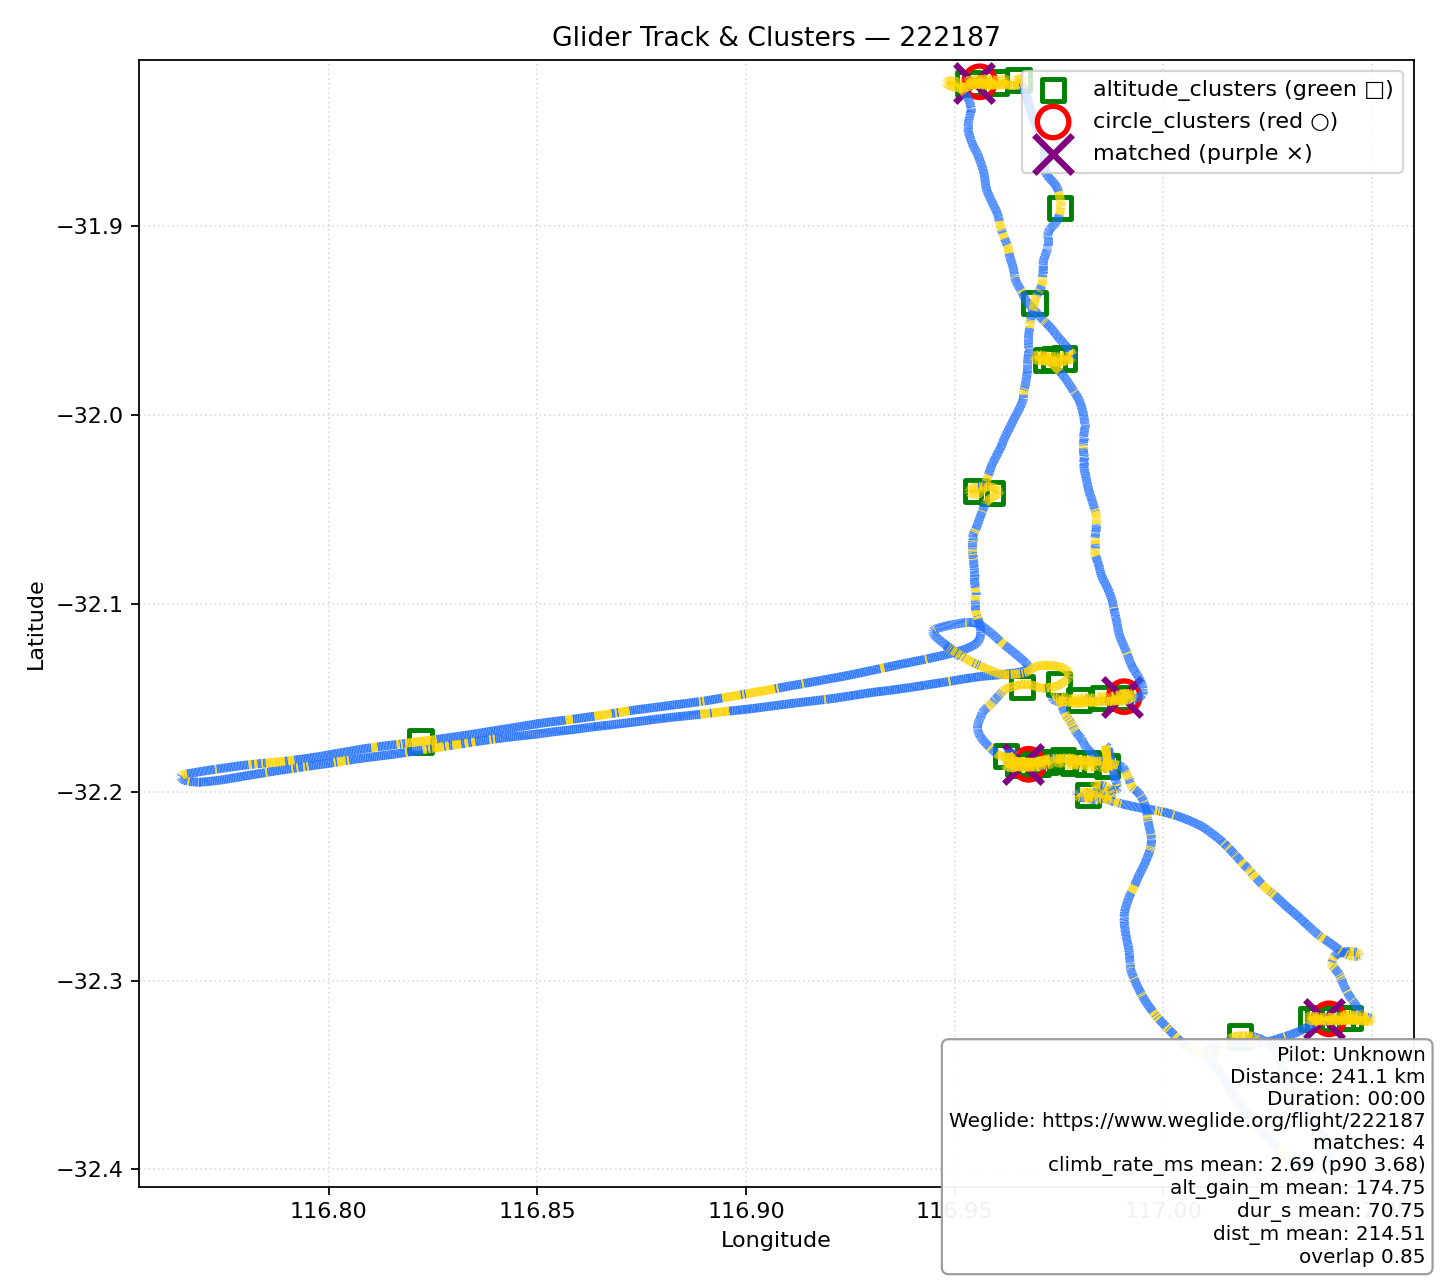 Glider Track & Clusters — 222187
altitude_clusters (green □)
circle_clusters (red ○)
matched (purple ×)
Latitude
−31.9
−32.0
−32.1
−32.2
−32.3
−32.4
116.80
116.85
116.90
116.95
117.00
Longitude
Pilot: Unknown
Distance: 241.1 km
Duration: 00:00
Weglide: https://www.weglide.org/flight/222187
matches: 4
climb_rate_ms mean: 2.69 (p90 3.68)
alt_gain_m mean: 174.75
dur_s mean: 70.75
dist_m mean: 214.51
overlap 0.85